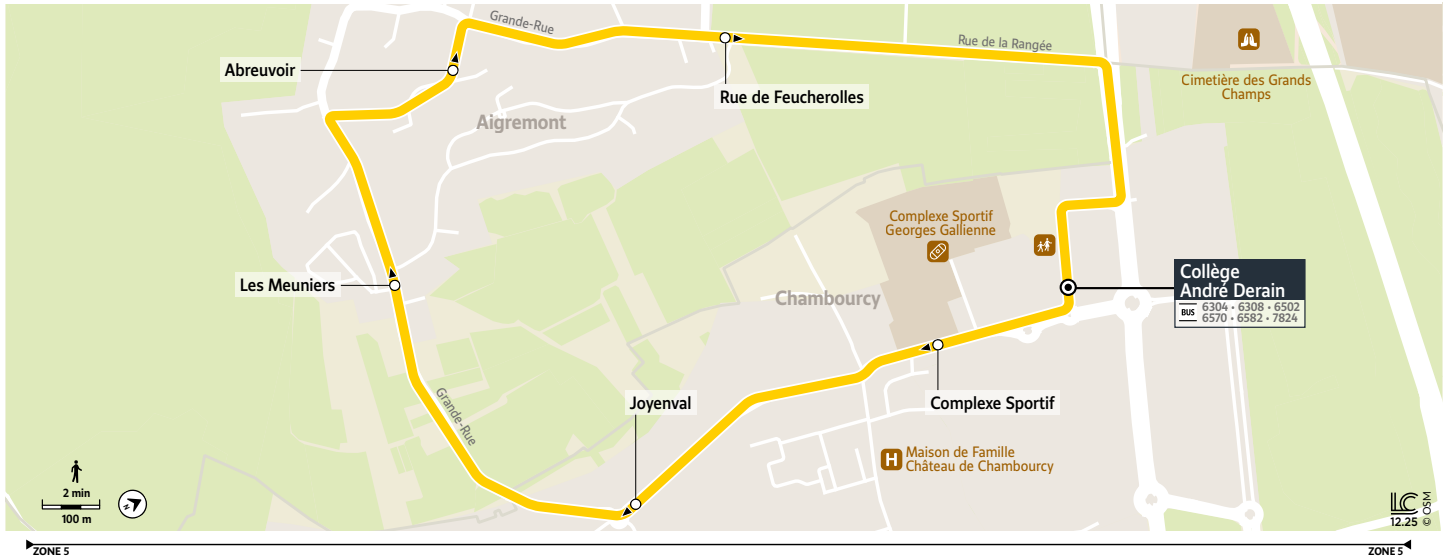 Grande-Rue
Rue de la Rangée
Abreuvoir
Rue de Feucherolles
Cimetière des Grands
Champs
Aigremont
Complexe Sportif
Georges Gallienne
Collège
André Derain
BUS 6304 • 6308 • 6502
6570 • 6582 • 7824
Les Meuniers
Chambourcy
Grande-Rue
Joyenval
Complexe Sportif
H Maison de Famille
Château de Chambourcy
2 min
100 m
N
LC
12.25 © OSM
ZONE 5
ZONE 5